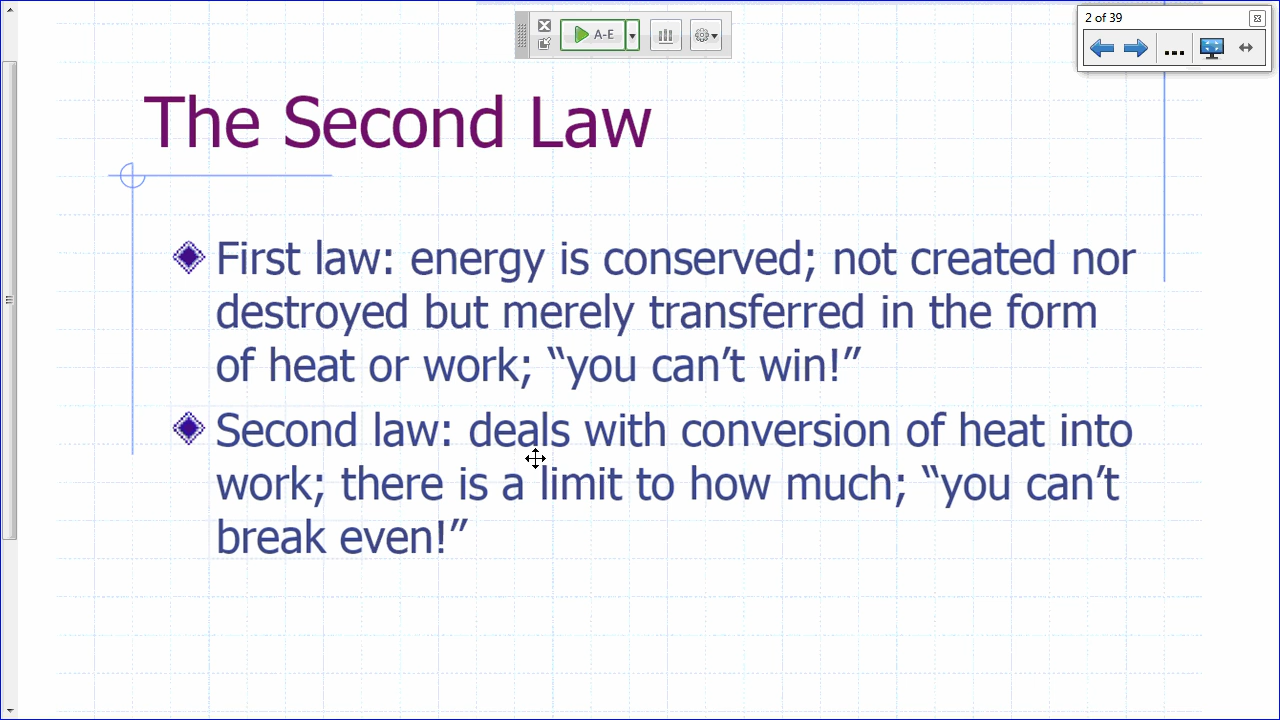 2 of 39
A-E
The Second Law
First law: energy is conserved; not created nor
destroyed but merely transferred in the form
of heat or work; “you can’t win!”
Second law: deals with conversion of heat into
work; there is a limit to how much; “you can’t
break even!”